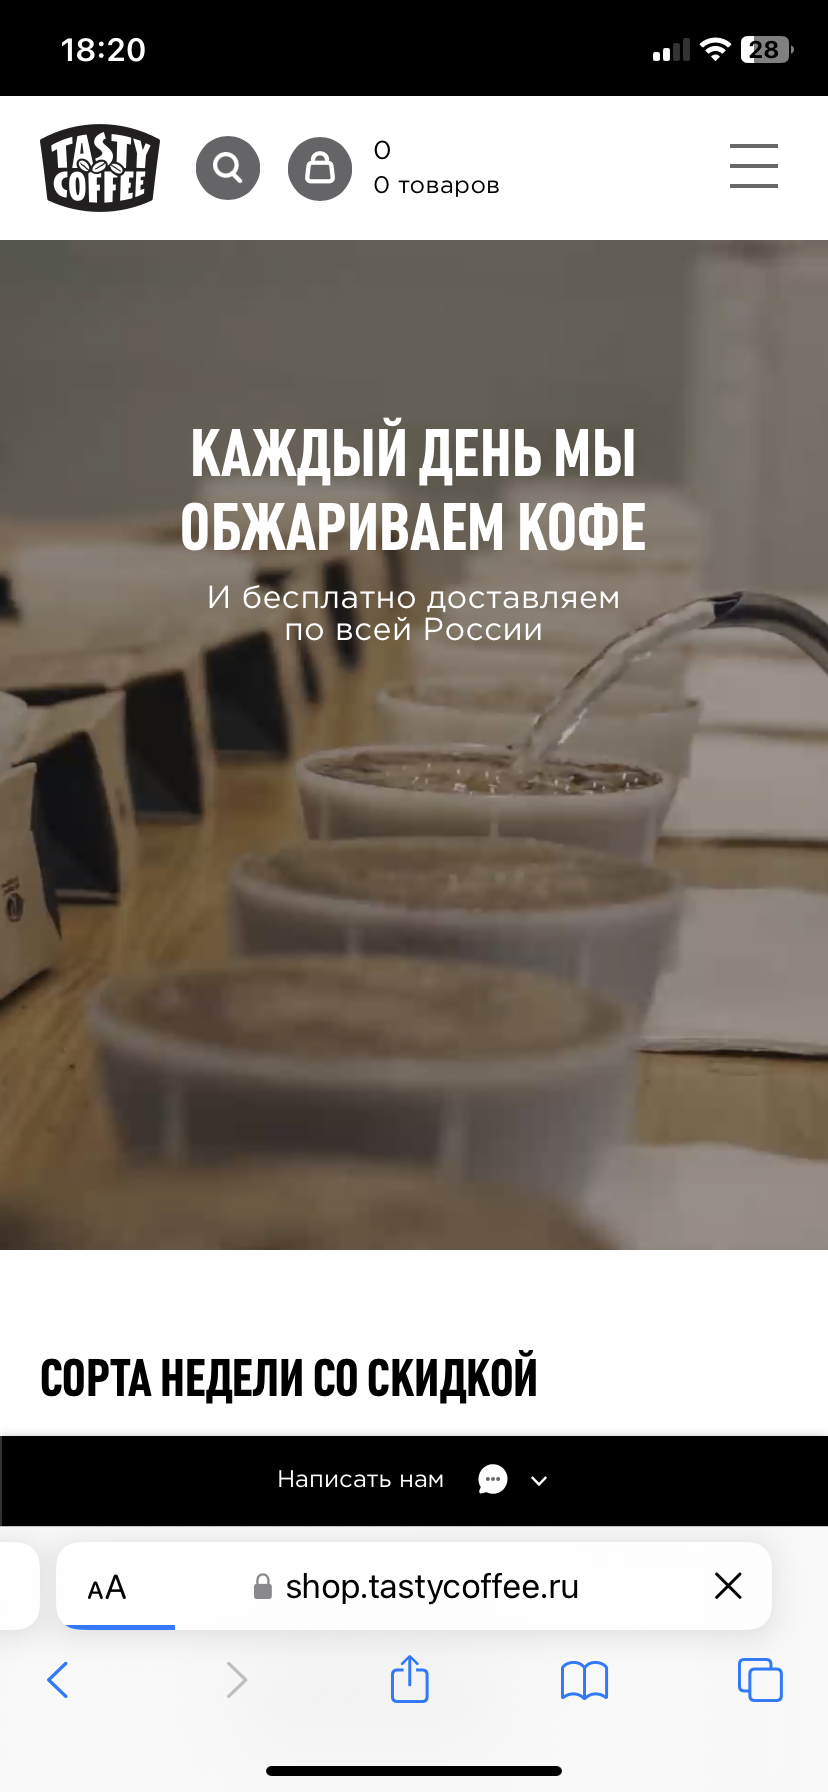 18:20
28
TASTY
COFFEE
0
0 товаров
КАЖДЫЙ ДЕНЬ МЫ
ОБЖАРИВАЕМ КОФЕ
И бесплатно доставляем
по всей России
СОРТА НЕДЕЛИ СО СКИДКОЙ
Написать нам
AA
shop.tastycoffee.ru